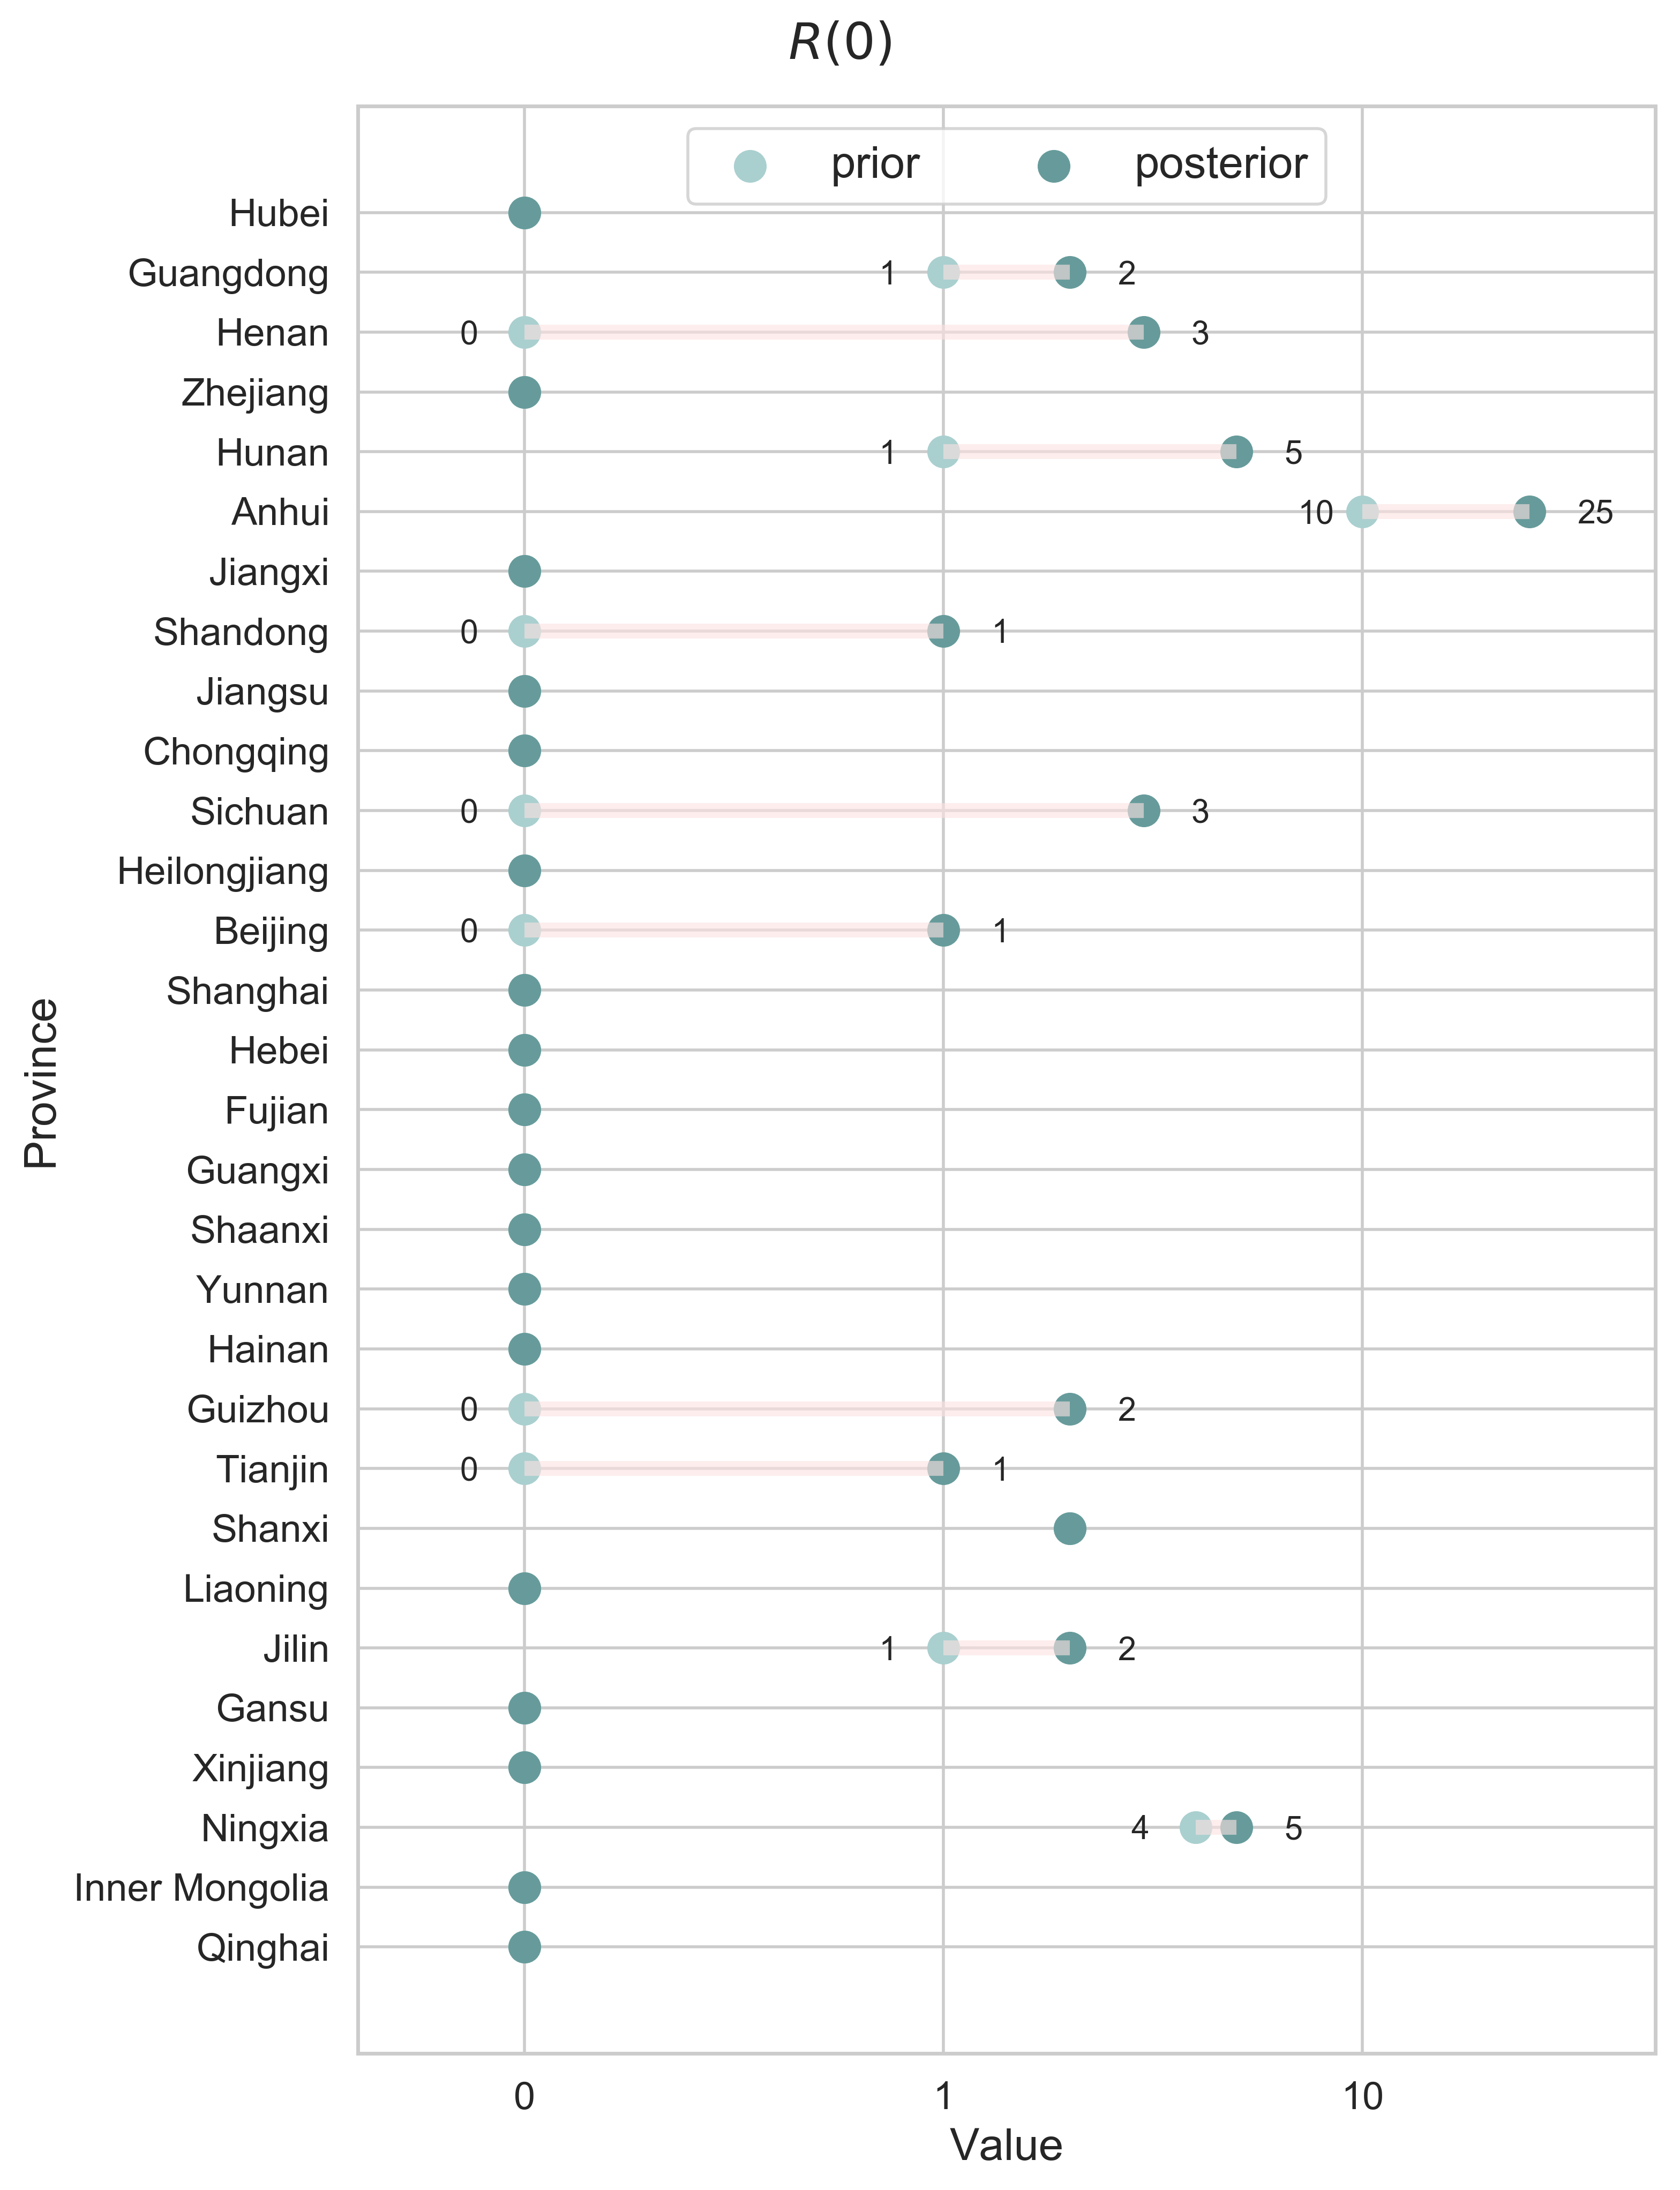 R(0)
prior posterior
Hubei
Guangdong 1 2
Henan 0 3
Zhejiang
Hunan 1 5
Anhui 10 25
Jiangxi
Shandong 0 1
Jiangsu
Chongqing
Sichuan 0 3
Heilongjiang
Beijing 0 1
Shanghai
Hebei
Fujian
Guangxi
Shaanxi
Yunnan
Hainan
Guizhou 0 2
Tianjin 0 1
Shanxi
Liaoning
Jilin 1 2
Gansu
Xinjiang
Ningxia 4 5
Inner Mongolia
Qinghai
Province
0 1 10
Value